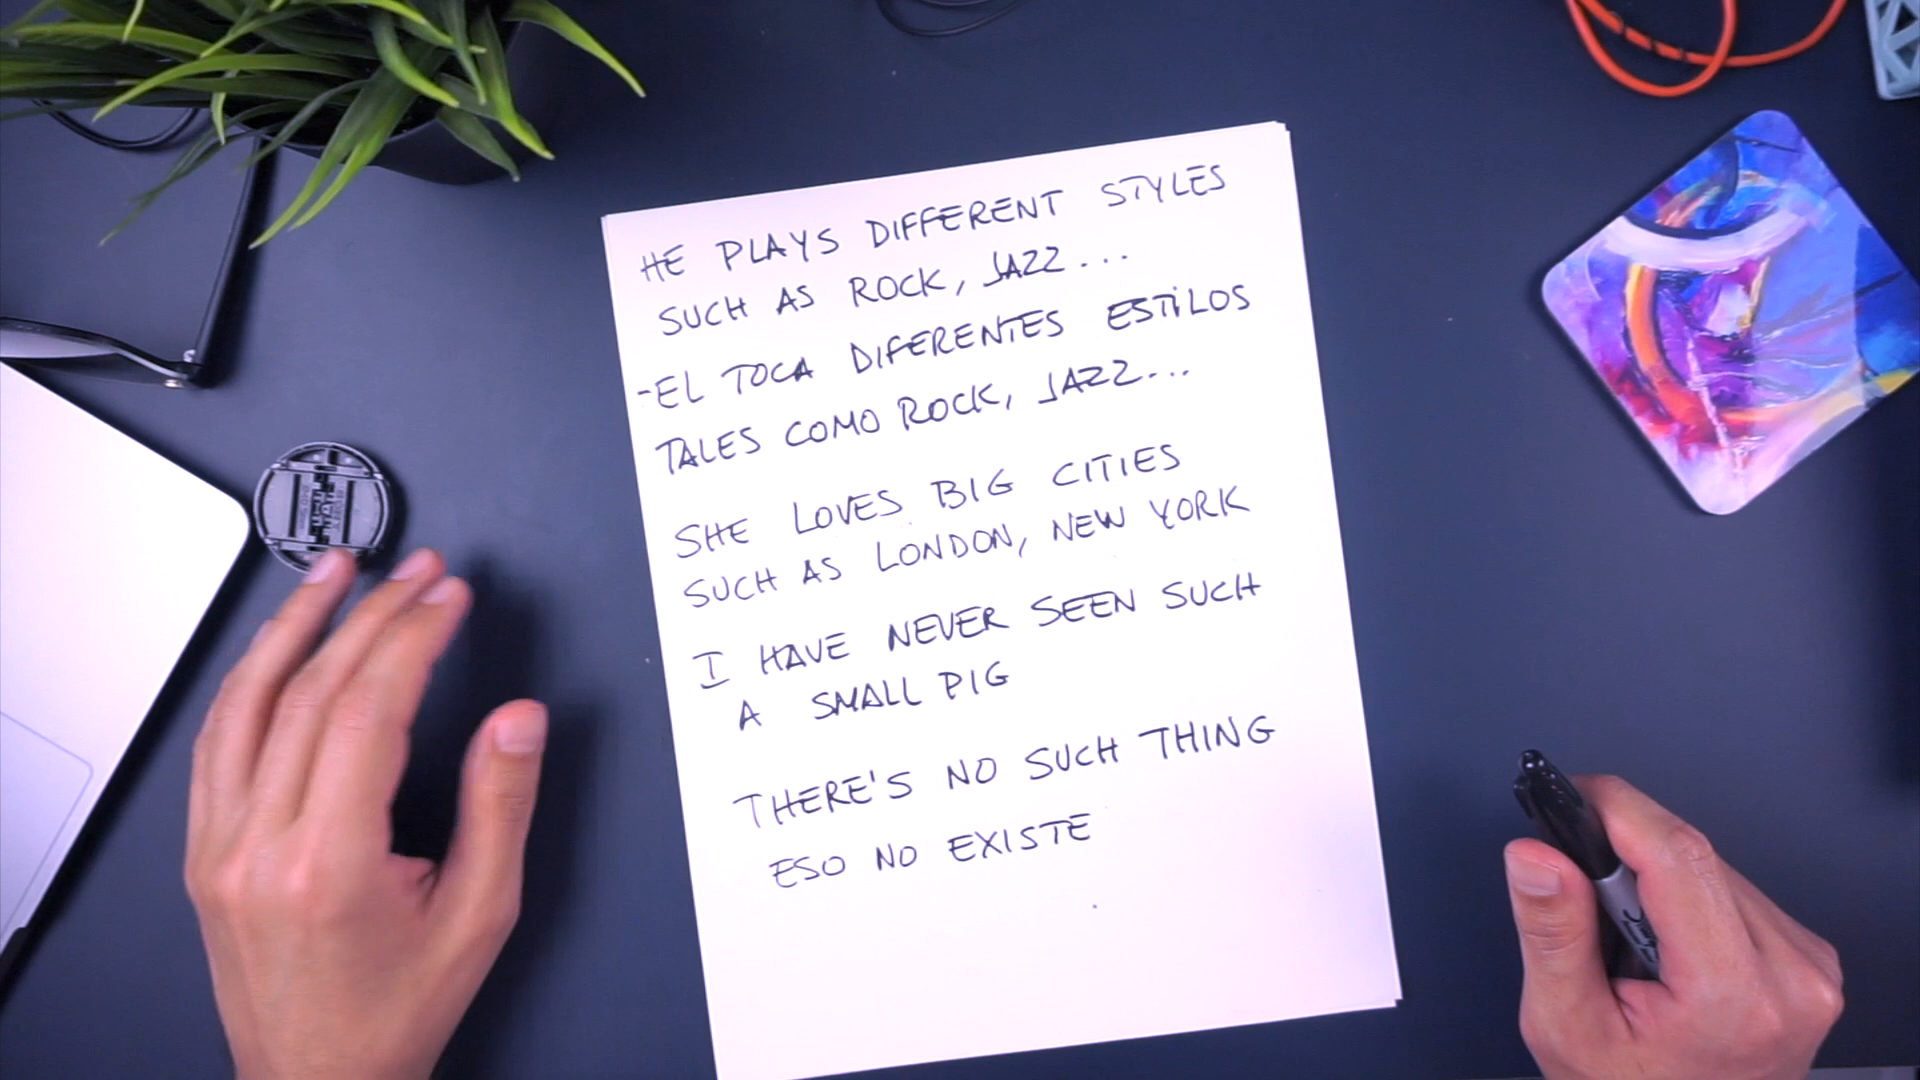 HE PLAYS DIFFERENT STYLES
SUCH AS ROCK, JAZZ...
-EL TOCA DIFERENTES ESTILOS
TALES COMO ROCK, JAZZ...
SHE LOVES BIG CITIES
SUCH AS LONDON, NEW YORK
I HAVE NEVER SEEN SUCH
A SMALL PIG
THERE'S NO SUCH THING
ESO NO EXISTE